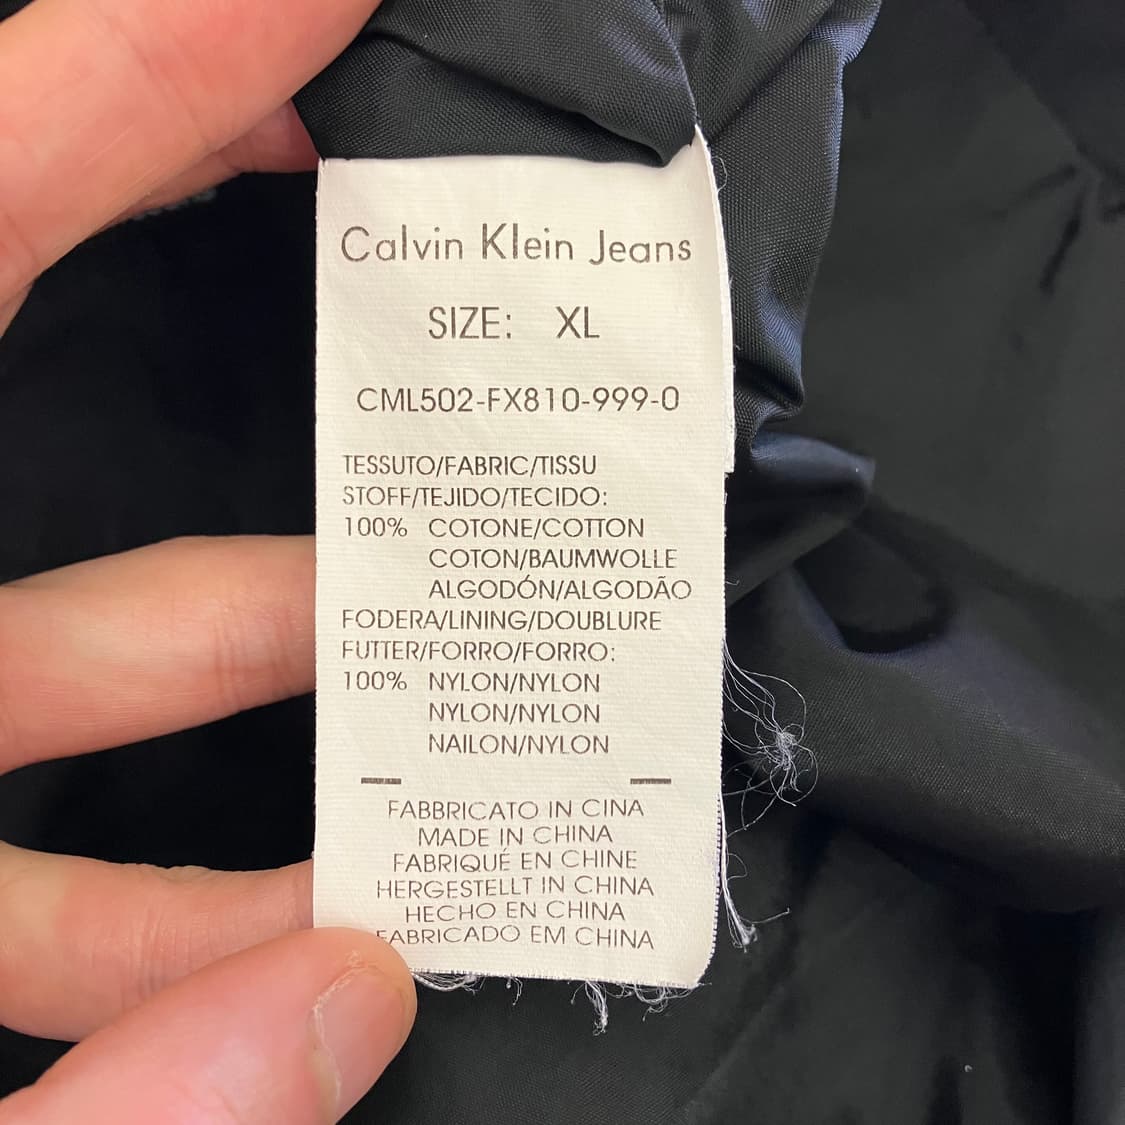 Calvin Klein Jeans
SIZE: XL
CML502-FX810-999-0
TESSUTO/FABRIC/TISSU
STOFF/TEJIDO/TECIDO:
100% COTONE/COTTON
COTON/BAUMWOLLE
ALGODÓN/ALGODÃO
FODERA/LINING/DOUBLURE
FUTTER/FORRO/FORRO:
100% NYLON/NYLON
NYLON/NYLON
NAILON/NYLON
FABBRICATO IN CINA
MADE IN CHINA
FABRIQUÉ EN CHINE
HERGESTELLT IN CHINA
HECHO EN CHINA
FABRICADO EM CHINA